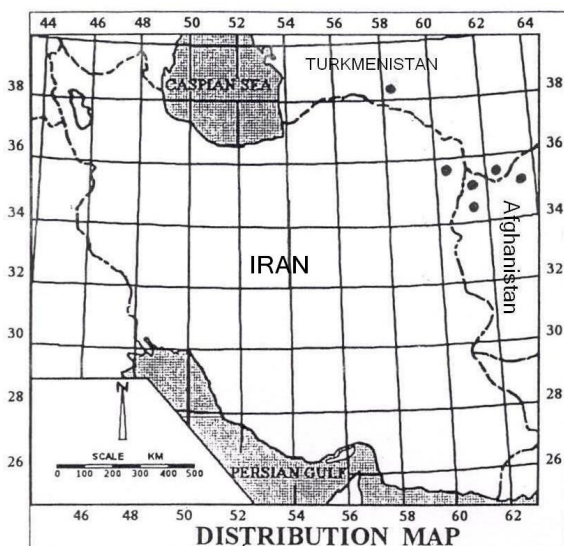 44 46 48 50 52 54 56 58 60 62 64
TURKMENISTAN
CASPIAN SEA
38 38
36 36
34 34
Afghanistan
IRAN
32 32
30 30
28 28
N
SCALE KM
0 100 200 300 400 500
26 26
PERSIAN GULF
46 48 50 52 54 56 58 60 62
DISTRIBUTION MAP